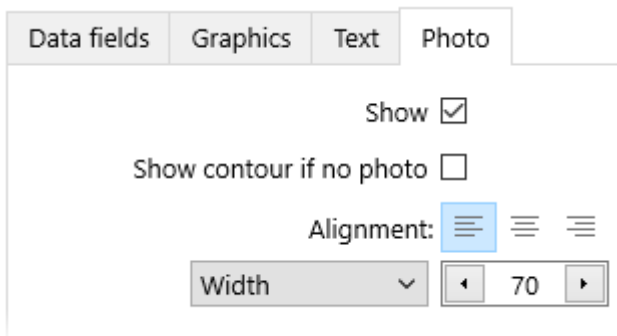 Data fields Graphics Text Photo
Show
Show contour if no photo
Alignment:
Width 70